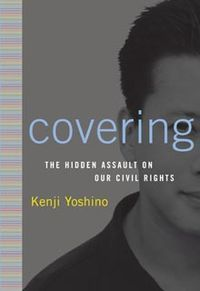 covering
THE HIDDEN ASSAULT ON
OUR CIVIL RIGHTS
Kenji Yoshino